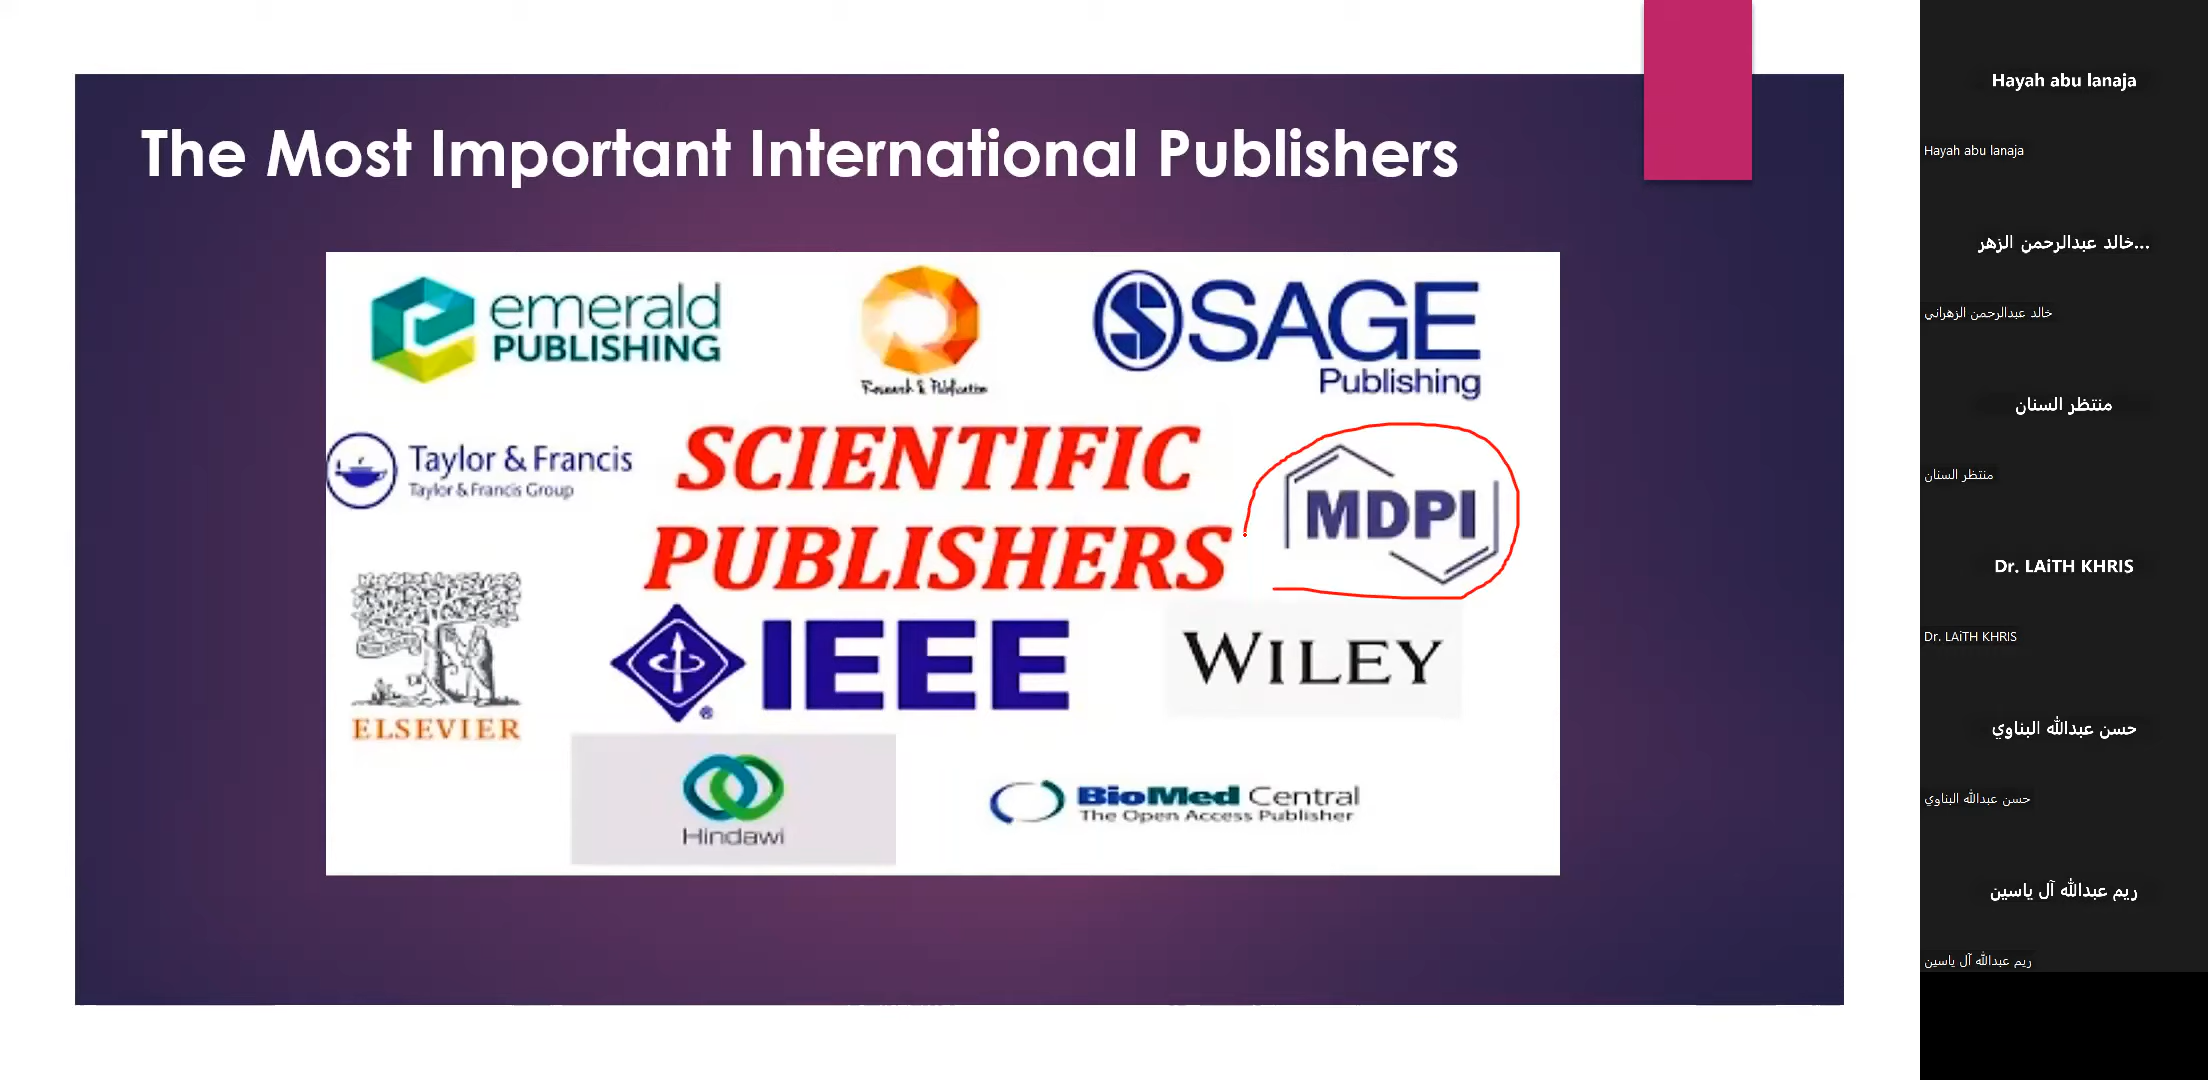 The Most Important International Publishers
emerald
PUBLISHING
Research & Publication
SAGE
Publishing
Taylor & Francis
Taylor & Francis Group
SCIENTIFIC
PUBLISHERS
MDPI
ELSEVIER
IEEE
®
WILEY
Hindawi
BioMed Central
The Open Access Publisher
Hayah abu lanaja
Hayah abu lanaja
خالد عبدالرحمن الزهر...
خالد عبدالرحمن الزهراني
منتظر السنان
منتظر السنان
Dr. LAiTH KHRIS
Dr. LAiTH KHRIS
حسن عبدالله البناوي
حسن عبدالله البناوي
ريم عبدالله آل ياسين
ريم عبدالله آل ياسين